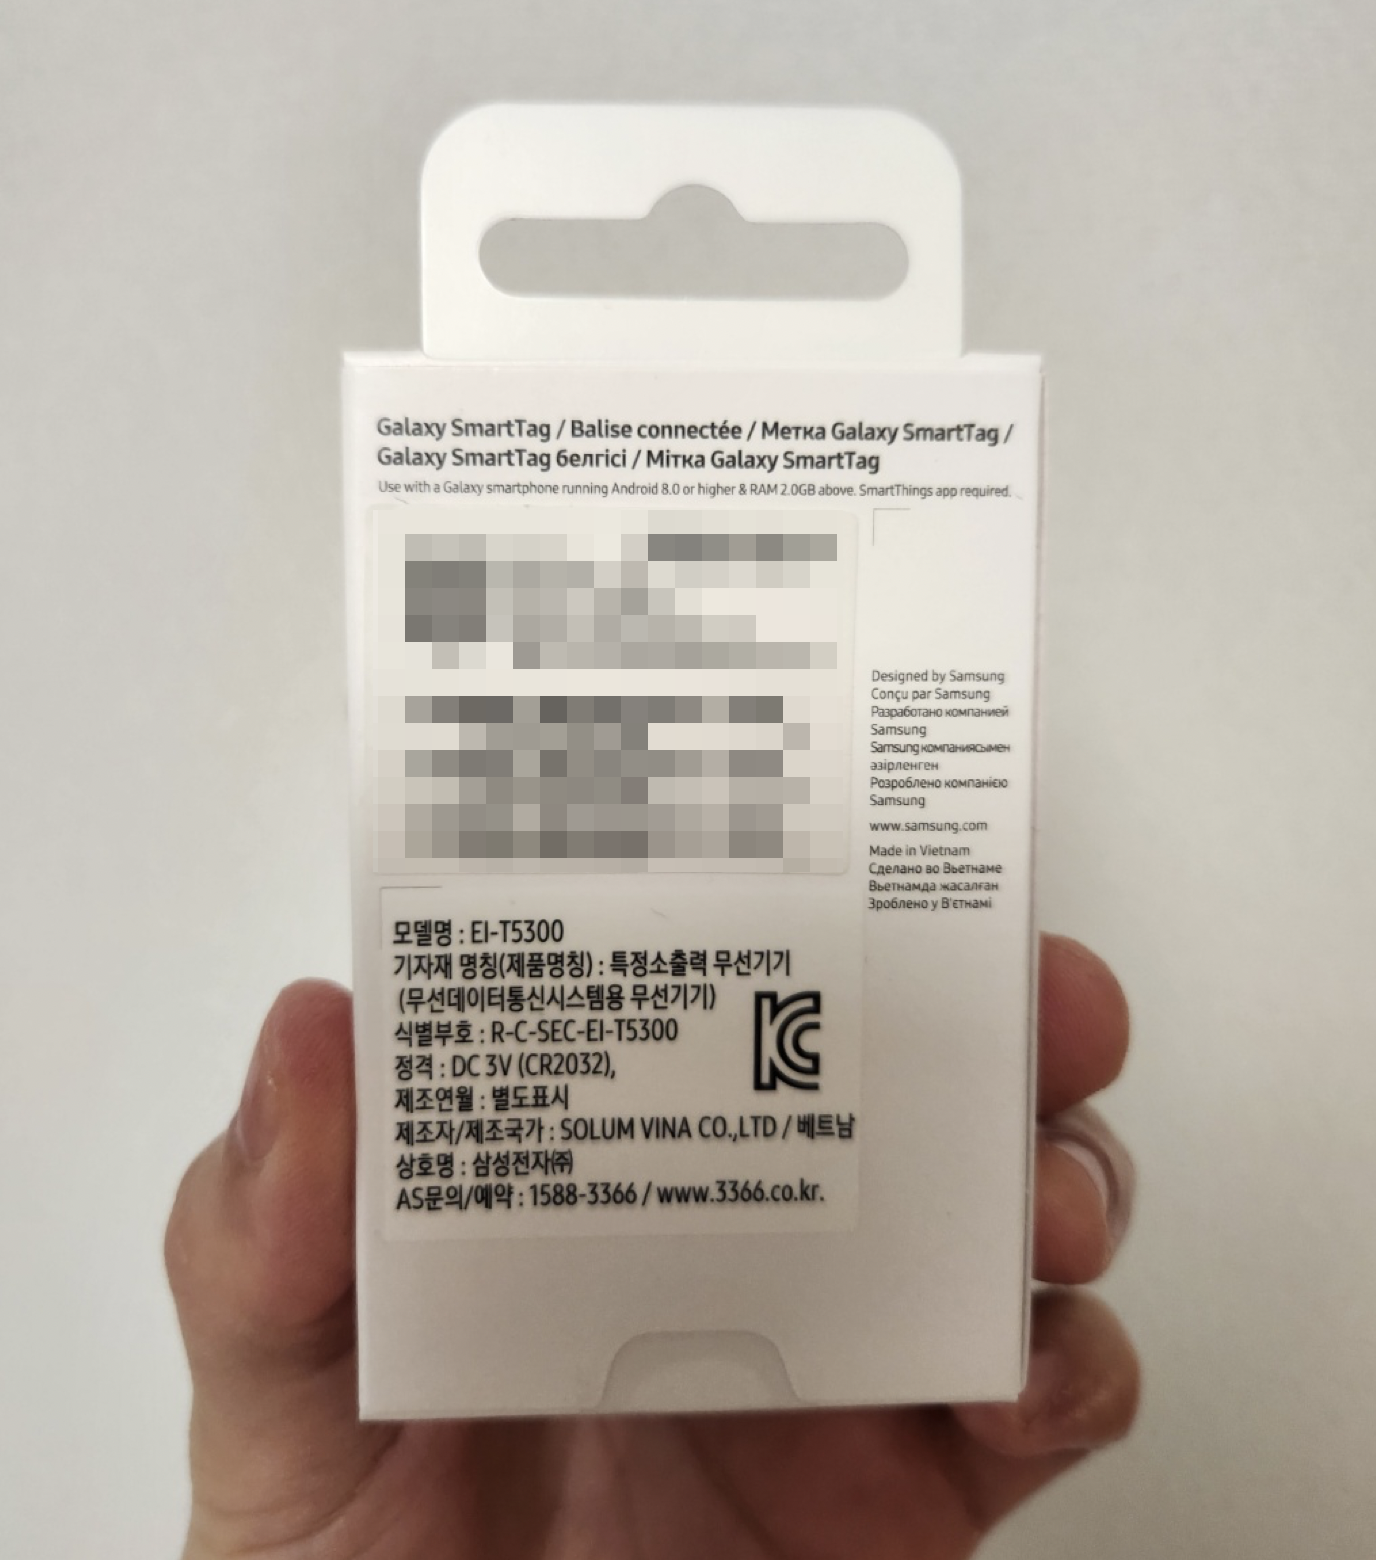 Galaxy SmartTag / Balise connectée / Метка Galaxy SmartTag /
Galaxy SmartTag белгісі / Мітка Galaxy SmartTag
Use with a Galaxy smartphone running Android 8.0 or higher & RAM 2.0GB above. SmartThings app required.
Designed by Samsung
Conçu par Samsung
Разработано компанией
Samsung
Samsung компаниясымен
әзірленген
Розроблено компанією
Samsung
www.samsung.com
Made in Vietnam
Сделано во Вьетнаме
Вьетнамда жасалған
Зроблено у В'єтнамі
모델명 : EI-T5300
기자재 명칭(제품명칭) : 특정소출력 무선기기
(무선데이터통신시스템용 무선기기)
식별부호 : R-C-SEC-EI-T5300
정격 : DC 3V (CR2032),
제조연월 : 별도표시
제조자/제조국가 : SOLUM VINA CO.,LTD / 베트남
상호명 : 삼성전자㈜
AS문의/예약 : 1588-3366 / www.3366.co.kr.